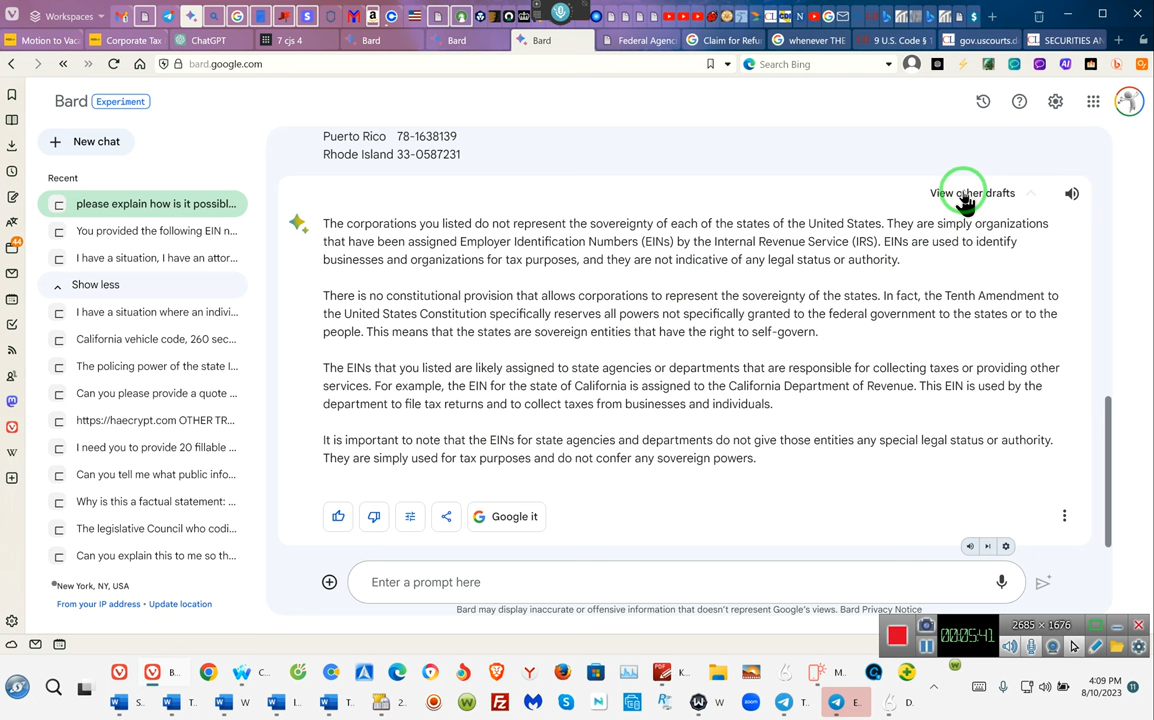 Workspaces
Motion to Vac
Corporate Tax
ChatGPT
7 cjs 4
Bard
Bard
Bard
Federal Agenc
Claim for Refu
whenever THE
9 U.S. Code §
gov.uscourts.d
SECURITIES AN
bard.google.com
Search Bing
Bard Experiment
New chat
Recent
please explain how is it possibl...
You provided the following EIN n...
I have a situation, I have an attor...
Show less
I have a situation where an indivi...
California vehicle code, 260 sec...
The policing power of the state I...
Can you please provide a quote ...
https://haecrypt.com OTHER TR...
I need you to provide 20 fillable ...
Can you tell me what public info...
Why is this a factual statement: ...
The legislative Council who codi...
Can you explain this to me so th...
New York, NY, USA
From your IP address • Update location
Puerto Rico 78-1638139
Rhode Island 33-0587231
View other drafts
The corporations you listed do not represent the sovereignty of each of the states of the United States. They are simply organizations
that have been assigned Employer Identification Numbers (EINs) by the Internal Revenue Service (IRS). EINs are used to identify
businesses and organizations for tax purposes, and they are not indicative of any legal status or authority.
There is no constitutional provision that allows corporations to represent the sovereignty of the states. In fact, the Tenth Amendment to
the United States Constitution specifically reserves all powers not specifically granted to the federal government to the states or to the
people. This means that the states are sovereign entities that have the right to self-govern.
The EINs that you listed are likely assigned to state agencies or departments that are responsible for collecting taxes or providing other
services. For example, the EIN for the state of California is assigned to the California Department of Revenue. This EIN is used by the
department to file tax returns and to collect taxes from businesses and individuals.
It is important to note that the EINs for state agencies and departments do not give those entities any special legal status or authority.
They are simply used for tax purposes and do not confer any sovereign powers.
Google it
Enter a prompt here
Bard may display inaccurate or offensive information that doesn't represent Google's views. Bard Privacy Notice
00:05:41
2685 x 1676
4:09 PM
8/10/2023